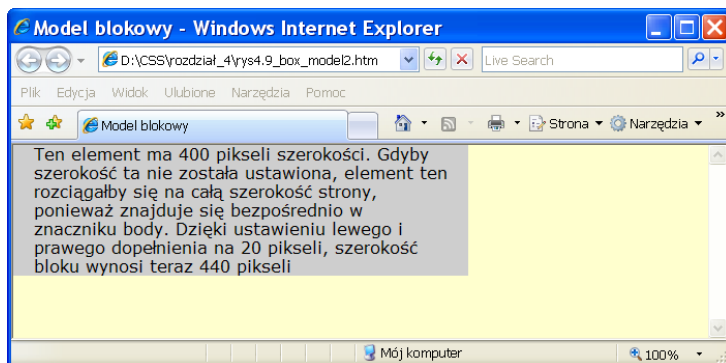 Model blokowy - Windows Internet Explorer
D:\CSS\rozdział_4\rys4.9_box_model2.htm
Live Search
Plik Edycja Widok Ulubione Narzędzia Pomoc
Model blokowy
Strona
Narzędzia
»
Ten element ma 400 pikseli szerokości. Gdyby
szerokość ta nie została ustawiona, element ten
rozciągałby się na całą szerokość strony,
ponieważ znajduje się bezpośrednio w
znaczniku body. Dzięki ustawieniu lewego i
prawego dopełnienia na 20 pikseli, szerokość
bloku wynosi teraz 440 pikseli
Mój komputer
100%